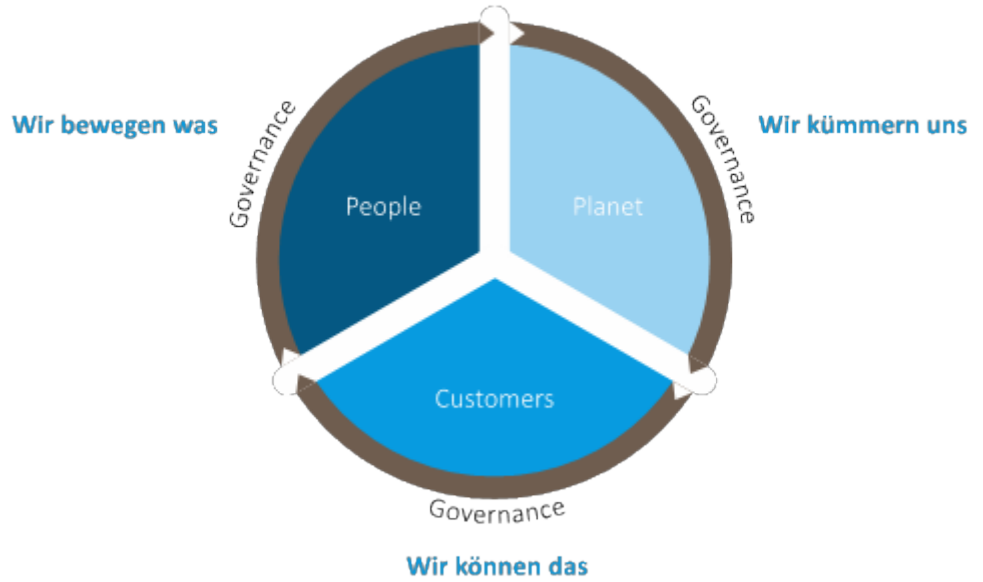 Wir bewegen was
Governance
People
Governance
Wir kümmern uns
Planet
Customers
Governance
Wir können das